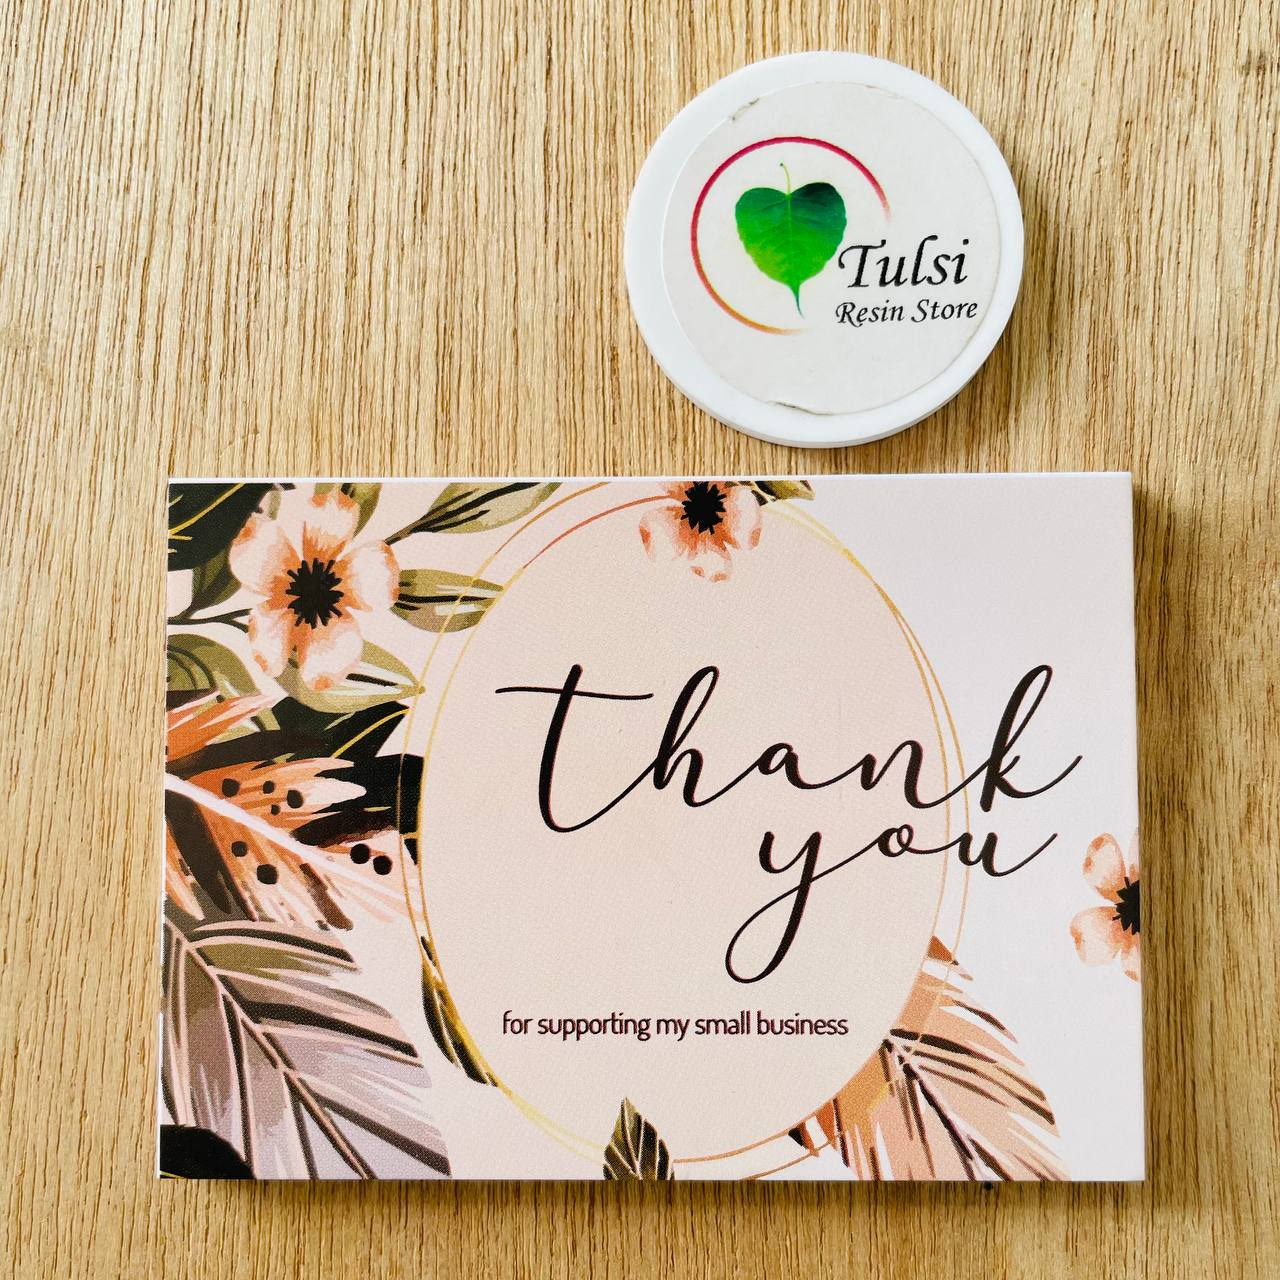 Tulsi
Resin Store
thank
you
for supporting my small business